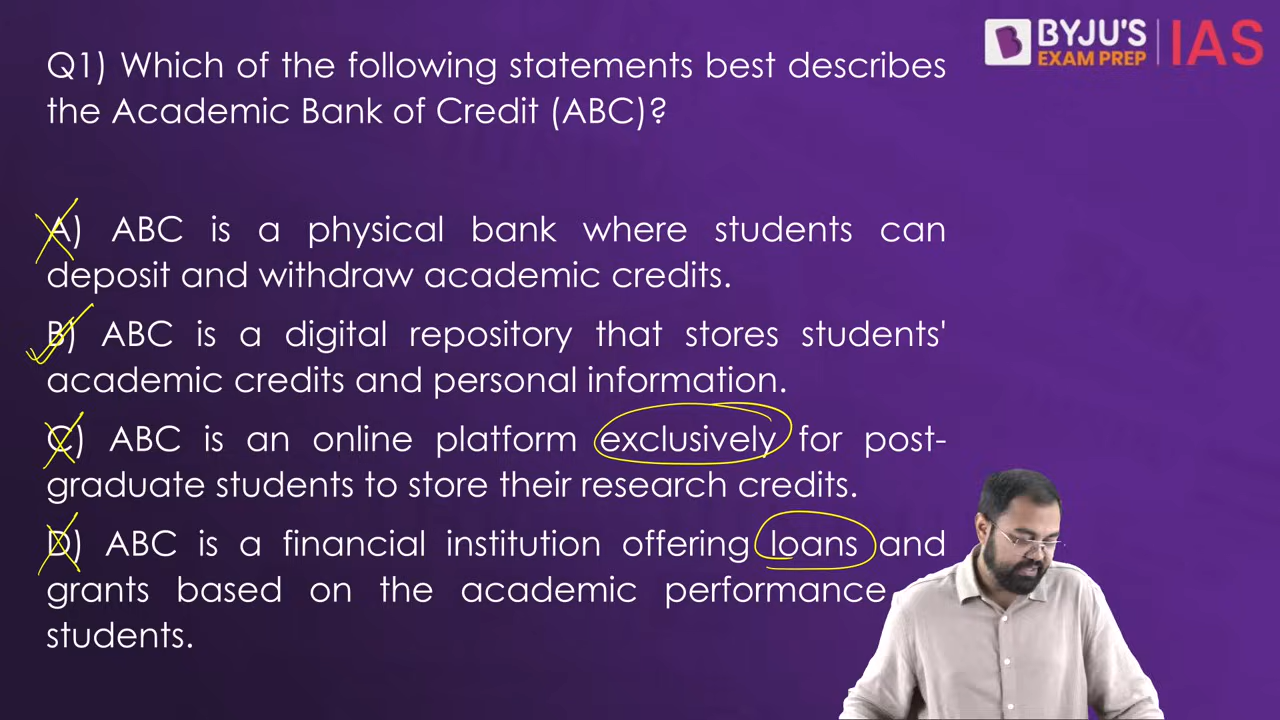 BYJU'S
EXAM PREP
IAS
Q1) Which of the following statements best describes
the Academic Bank of Credit (ABC)?
A) ABC is a physical bank where students can
deposit and withdraw academic credits.
B) ABC is a digital repository that stores students'
academic credits and personal information.
C) ABC is an online platform exclusively for post-
graduate students to store their research credits.
D) ABC is a financial institution offering loans and
grants based on the academic performance
students.